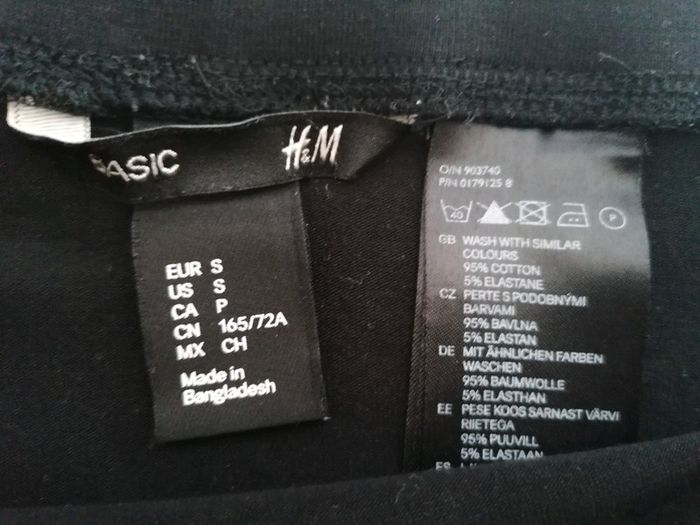 BASIC
H&M
EUR S
US S
CA P
CN 165/72A
MX CH
Made in
Bangladesh
O/N 903740
P/N 0179125 8
40
P
GB WASH WITH SIMILAR
COLOURS
95% COTTON
5% ELASTANE
CZ PERTE S PODOBNÝMI
BARVAMI
95% BAVLNA
5% ELASTAN
DE MIT ÄHNLICHEN FARBEN
WASCHEN
95% BAUMWOLLE
5% ELASTHAN
EE PESE KOOS SARNAST VÄRVI
RIIETEGA
95% PUUVILL
5% ELASTAAN
ES